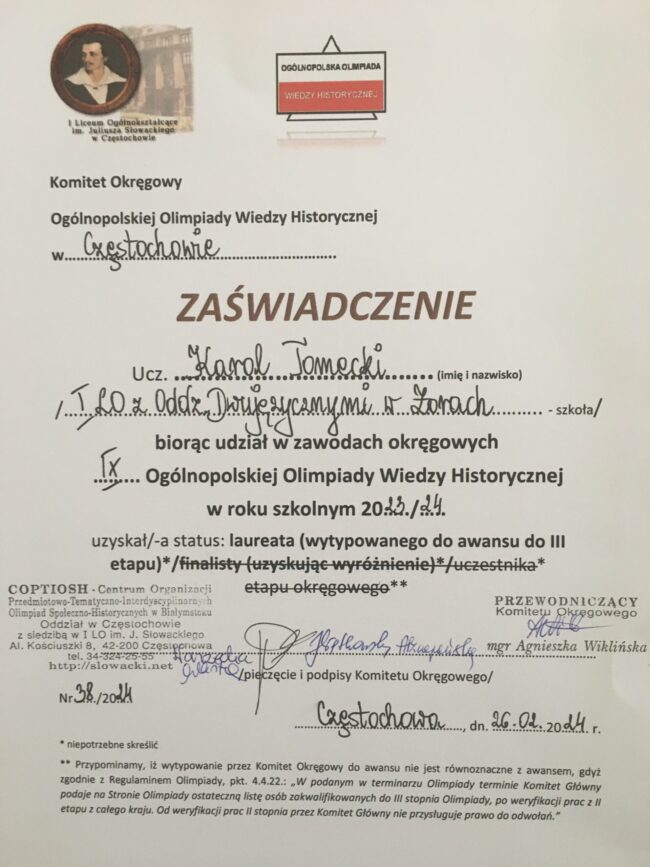 I Liceum Ogólnokształcące
im. Juliusza Słowackiego
w Częstochowie
OGÓLNOPOLSKA OLIMPIADA
WIEDZY HISTORYCZNEJ
Komitet Okręgowy
Ogólnopolskiej Olimpiady Wiedzy Historycznej
w Częstochowie
ZAŚWIADCZENIE
Ucz. Karol Tomecki (imię i nazwisko)
/ I LO z Oddz. Dwujęzycznymi w Żorach - szkoła/
biorąc udział w zawodach okręgowych
IX Ogólnopolskiej Olimpiady Wiedzy Historycznej
w roku szkolnym 2023/24.
uzyskał/-a status: laureata (wytypowanego do awansu do III
etapu)*/finalisty (uzyskując wyróżnienie)*/uczestnika*
etapu okręgowego**
COPTIOSH - Centrum Organizacji
Przedmiotowo-Tematyczno-Interdyscyplinarnych
Olimpiad Społeczno-Historycznych w Białymstoku
Oddział w Częstochowie
z siedzibą w I LO im. J. Słowackiego
Al. Kościuszki 8, 42-200 Częstochowa
tel. 34-324-25-55
http://slowacki.net
PRZEWODNICZĄCY
Komitetu Okręgowego
mgr Agnieszka Wiklińska
/pieczęcie i podpisy Komitetu Okręgowego/
Nr 38./2024
Częstochowa, dn. 26.02.2024 r.
* niepotrzebne skreślić
** Przypominamy, iż wytypowanie przez Komitet Okręgowy do awansu nie jest równoznaczne z awansem, gdyż
zgodnie z Regulaminem Olimpiady, pkt. 4.4.22.: „W podanym w terminarzu Olimpiady terminie Komitet Główny
podaje na Stronie Olimpiady ostateczną listę osób zakwalifikowanych do III stopnia Olimpiady, po weryfikacji prac z II
etapu z całego kraju. Od weryfikacji prac II stopnia przez Komitet Główny nie przysługuje prawo do odwołań.”